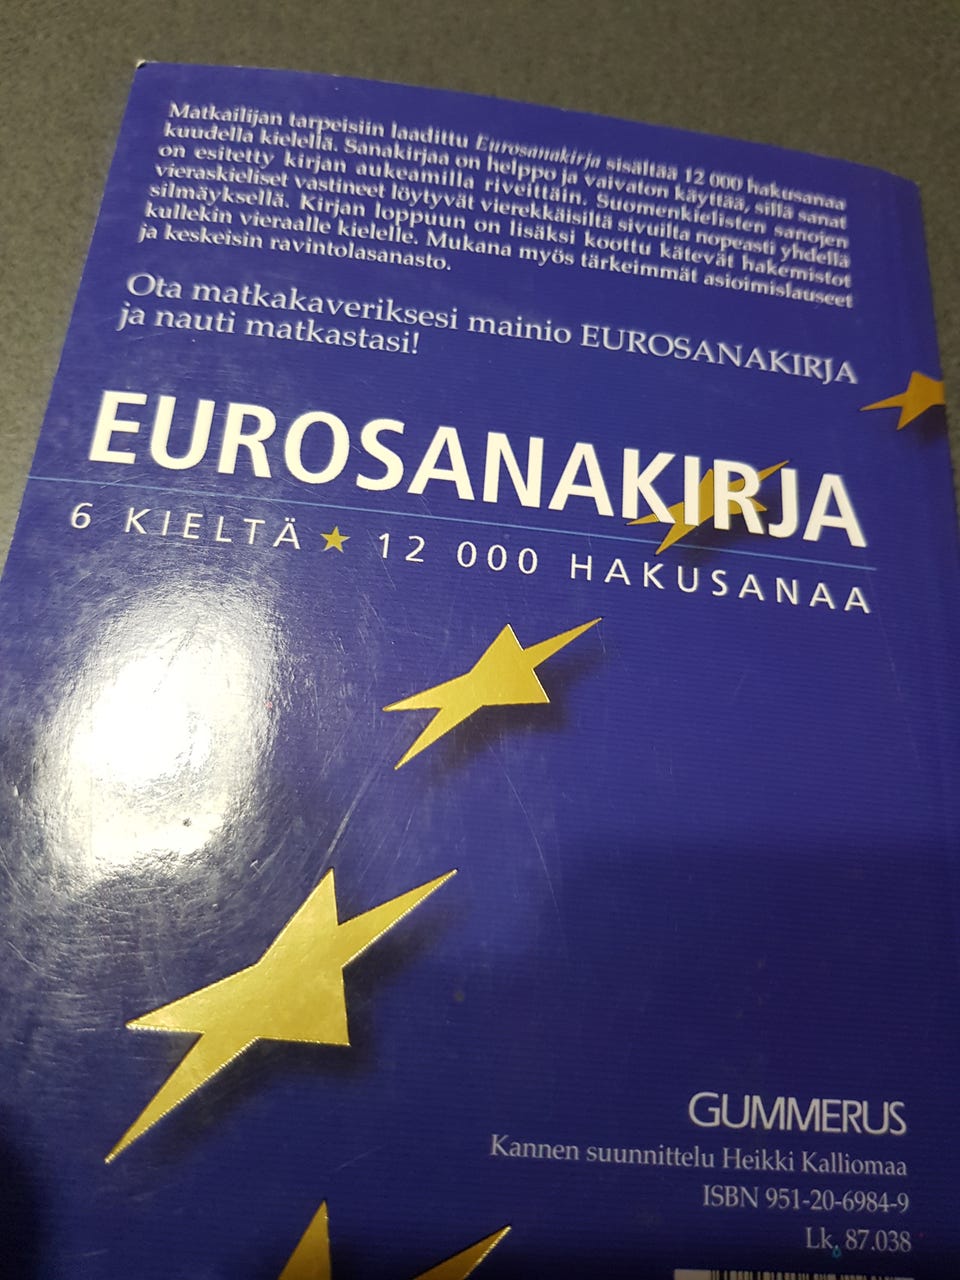 Matkailijan tarpeisiin laadittu Eurosanakirja sisältää 12 000 hakusanaa
kuudella kielellä. Sanakirjaa on helppo ja vaivaton käyttää, sillä sanat
on esitetty kirjan aukeamilla riveittäin. Suomenkielisten sanojen
vieraskieliset vastineet löytyvät vierekkäisiltä sivuilta nopeasti yhdellä
silmäyksellä. Kirjan loppuun on lisäksi koottu kätevät hakemistot
kullekin vieraalle kielelle. Mukana myös tärkeimmät asioimislauseet
ja keskeisin ravintolasanasto.
Ota matkakaveriksesi mainio EUROSANAKIRJA
ja nauti matkastasi!
EUROSANAKIRJA
6 KIELTÄ ★ 12 000 HAKUSANAA
GUMMERUS
Kannen suunnittelu Heikki Kalliomaa
ISBN 951-20-6984-9
Lk. 87.038